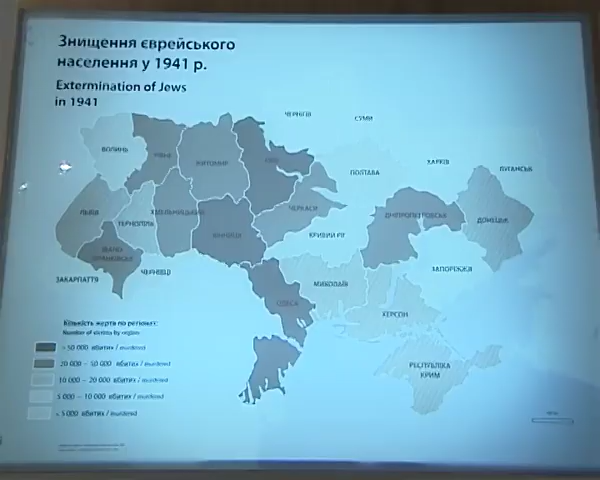 Знищення єврейського
населення у 1941 р.
Extermination of Jews
in 1941
ЧЕРНІГІВ
СУМИ
ВОЛИНЬ
РІВНЕ
ЖИТОМИР
КИЇВ
ПОЛТАВА
ХАРКІВ
ЛУГАНСЬК
ЛЬВІВ
ТЕРНОПІЛЬ
ХМЕЛЬНИЦЬКИЙ
ЧЕРКАСИ
ДНІПРОПЕТРОВСЬК
ДОНЕЦЬК
ВІННИЦЯ
КРИВИЙ РІГ
ІВАНО-
ФРАНКІВСЬК
ЗАКАРПАТТЯ
ЧЕРНІВЦІ
ЗАПОРІЖЖЯ
МИКОЛАЇВ
ОДЕСА
ХЕРСОН
РЕСПУБЛІКА
КРИМ
Кількість жертв по регіонах:
Number of victims by region:
> 50 000 вбитих / murdered
20 000 – 50 000 вбитих / murdered
10 000 – 20 000 вбитих / murdered
5 000 – 10 000 вбитих / murdered
< 5 000 вбитих / murdered